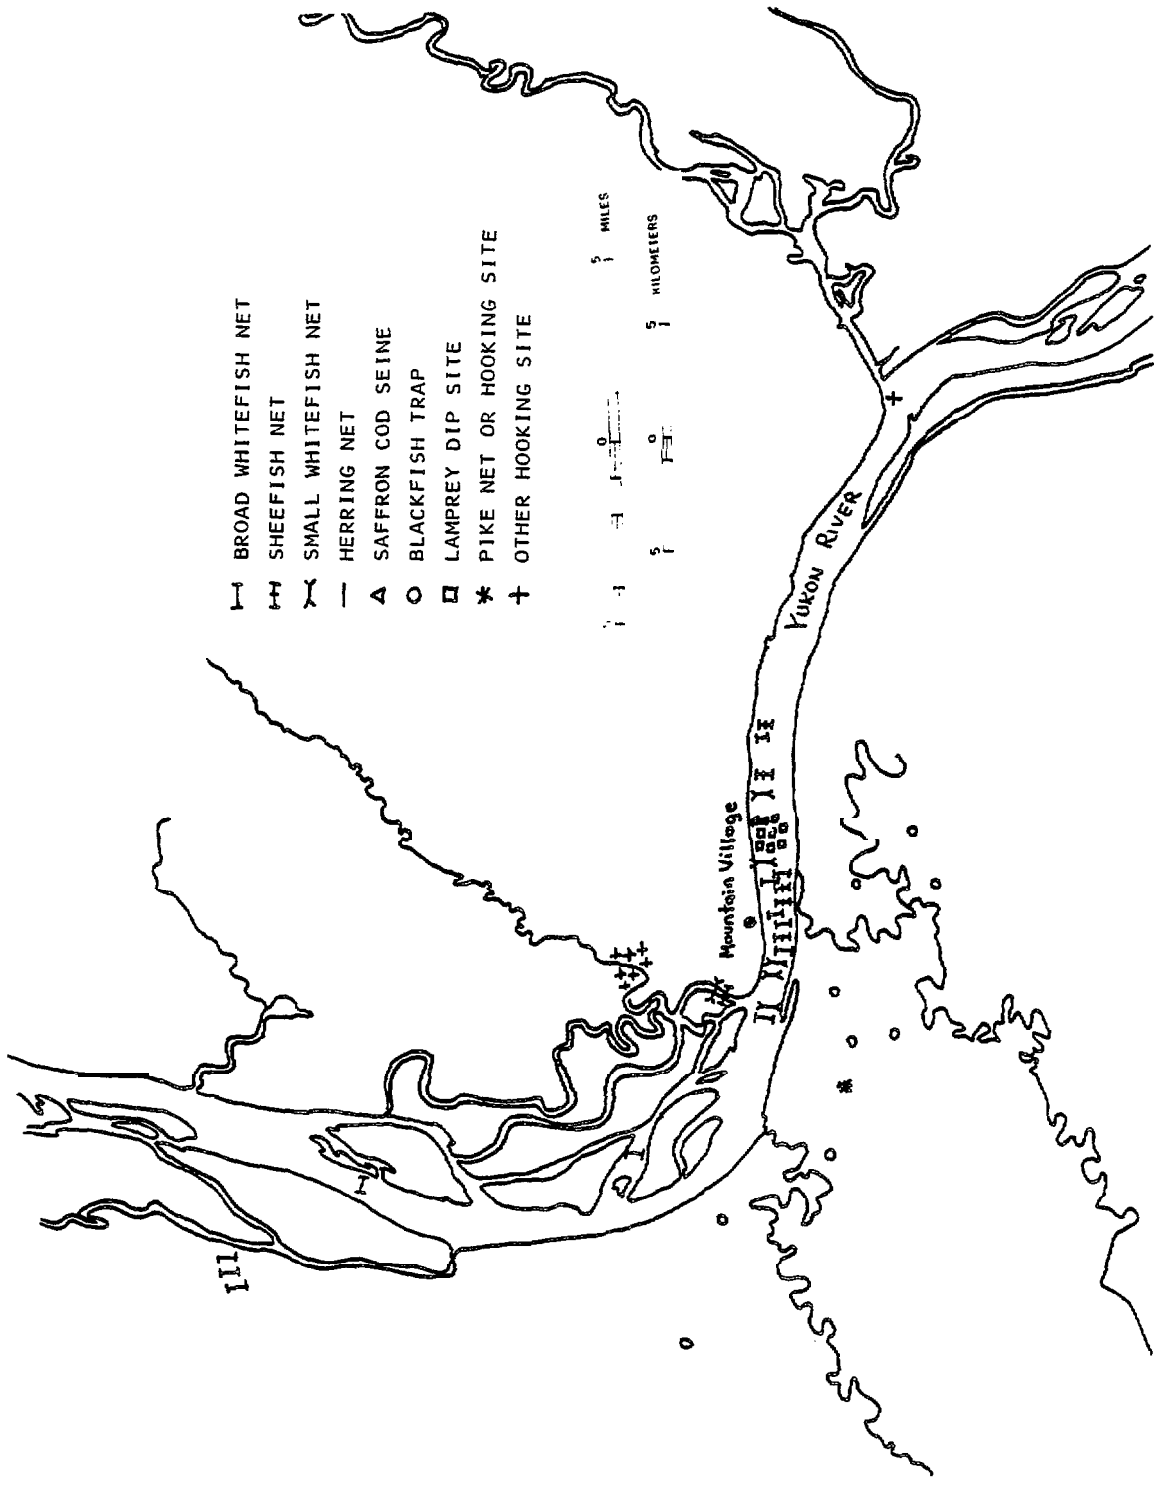 BROAD WHITEFISH NET
SHEEFISH NET
SMALL WHITEFISH NET
HERRING NET
SAFFRON COD SEINE
BLACKFISH TRAP
LAMPREY DIP SITE
PIKE NET OR HOOKING SITE
OTHER HOOKING SITE
0 5 MILES
5 0 5 KILOMETERS
Mountain Village
YUKON RIVER